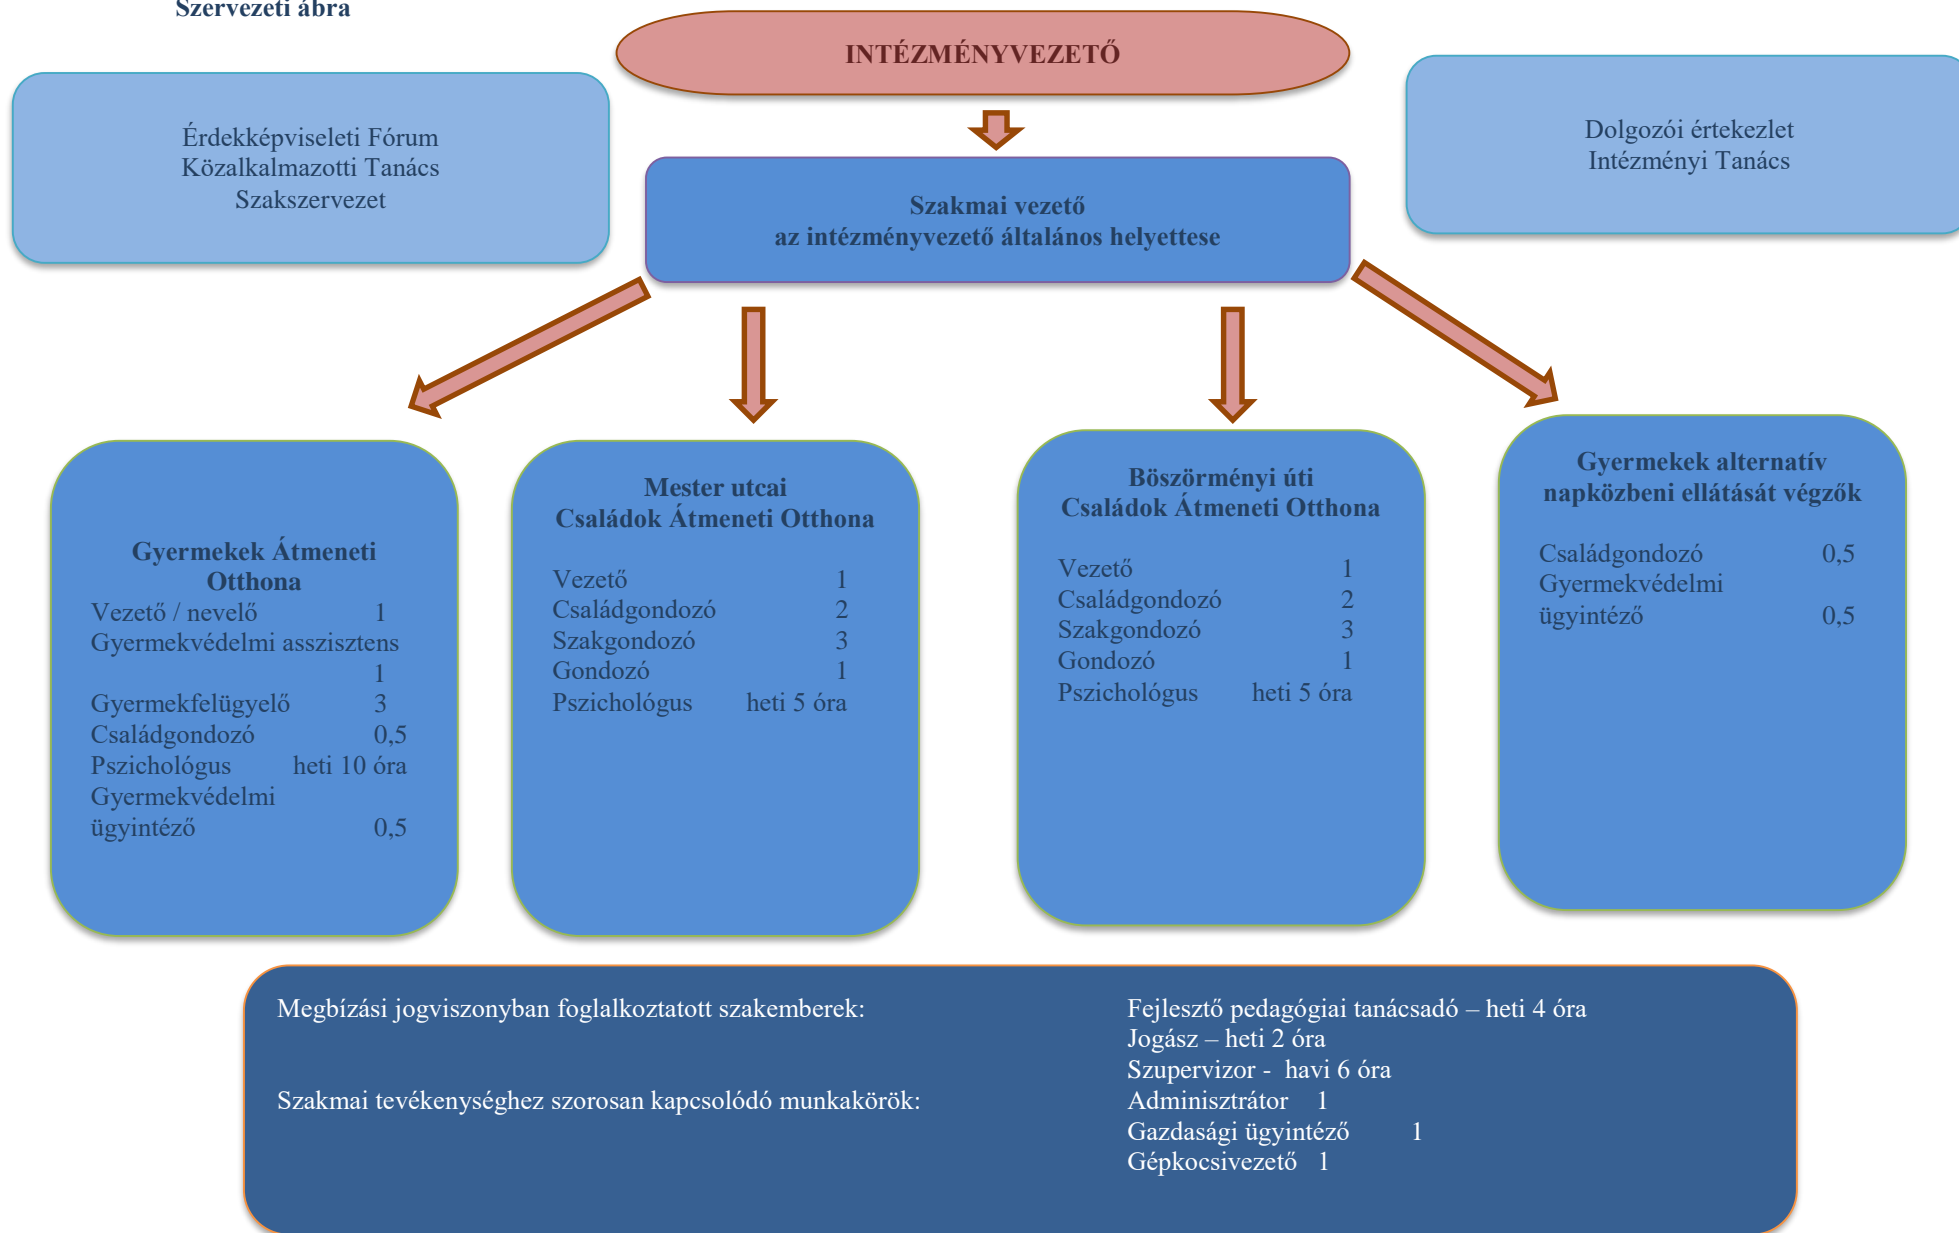 Szervezeti ábra
INTÉZMÉNYVEZETŐ
Érdekképviseleti Fórum
Közalkalmazotti Tanács
Szakszervezet
Dolgozói értekezlet
Intézményi Tanács
Szakmai vezető
az intézményvezető általános helyettese
Gyermekek Átmeneti
Otthona
Vezető / nevelő 1
Gyermekvédelmi asszisztens
1
Gyermekfelügyelő 3
Családgondozó 0,5
Pszichológus heti 10 óra
Gyermekvédelmi
ügyintéző 0,5
Mester utcai
Családok Átmeneti Otthona
Vezető 1
Családgondozó 2
Szakgondozó 3
Gondozó 1
Pszichológus heti 5 óra
Böszörményi úti
Családok Átmeneti Otthona
Vezető 1
Családgondozó 2
Szakgondozó 3
Gondozó 1
Pszichológus heti 5 óra
Gyermekek alternatív
napközbeni ellátását végzők
Családgondozó 0,5
Gyermekvédelmi
ügyintéző 0,5
Megbízási jogviszonyban foglalkoztatott szakemberek: Fejlesztő pedagógiai tanácsadó – heti 4 óra
Jogász – heti 2 óra
Szupervizor - havi 6 óra
Szakmai tevékenységhez szorosan kapcsolódó munkakörök: Adminisztrátor 1
Gazdasági ügyintéző 1
Gépkocsivezető 1